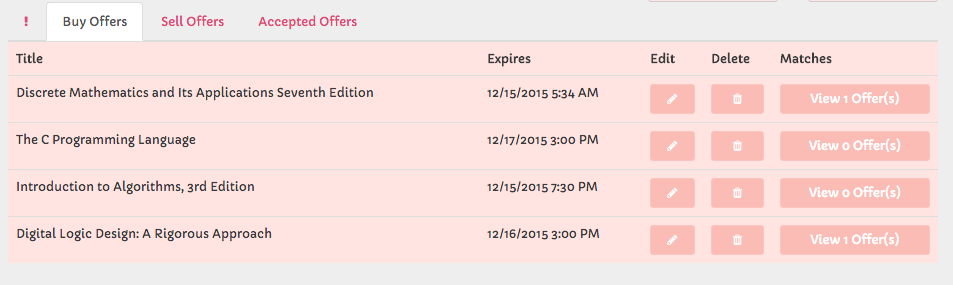 ! Buy Offers Sell Offers Accepted Offers
Title Expires Edit Delete Matches
Discrete Mathematics and Its Applications Seventh Edition 12/15/2015 5:34 AM View 1 Offer(s)
The C Programming Language 12/17/2015 3:00 PM View 0 Offer(s)
Introduction to Algorithms, 3rd Edition 12/15/2015 7:30 PM View 0 Offer(s)
Digital Logic Design: A Rigorous Approach 12/16/2015 3:00 PM View 1 Offer(s)